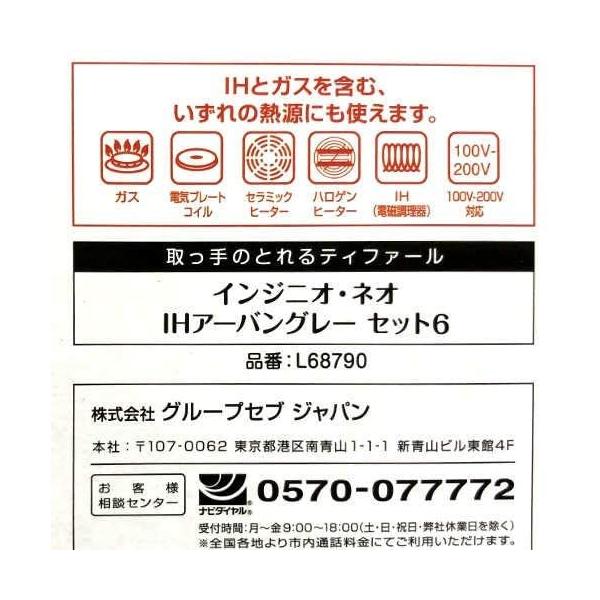 IHとガスを含む、
いずれの熱源にも使えます。
ガス
電気プレート
コイル
セラミック
ヒーター
ハロゲン
ヒーター
IH
(電磁調理器)
100V-
200V
100V-200V
対応
取っ手のとれるティファール
インジニオ・ネオ
IHアーバングレー セット6
品番:L68790
株式会社 グループセブ ジャパン
本社:〒107-0062 東京都港区南青山1-1-1 新青山ビル東館4F
お客様
相談センター
ナビダイヤル®
0570-077772
受付時間:月〜金9:00〜18:00(土・日・祝日・弊社休業日を除く)
※全国各地より市内通話料金にてご利用いただけます。